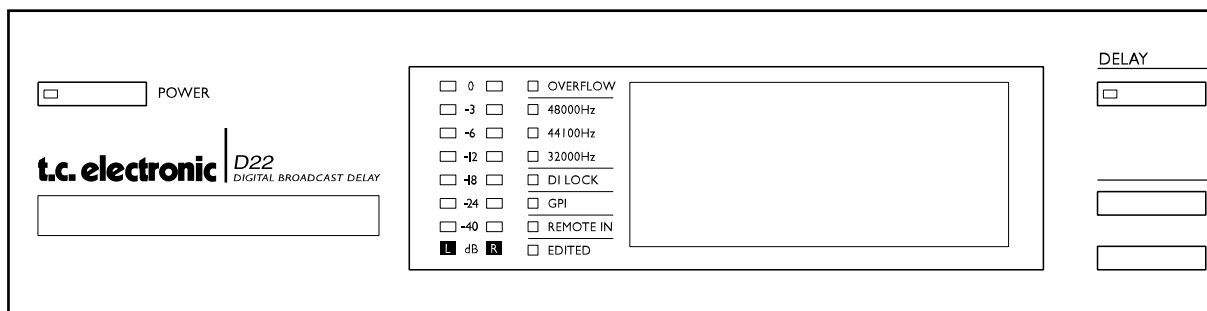 DELAY
POWER
t.c. electronic D22
DIGITAL BROADCAST DELAY
0 OVERFLOW
-3 48000Hz
-6 44100Hz
-12 32000Hz
-18 DI LOCK
-24 GPI
-40 REMOTE IN
L dB R EDITED